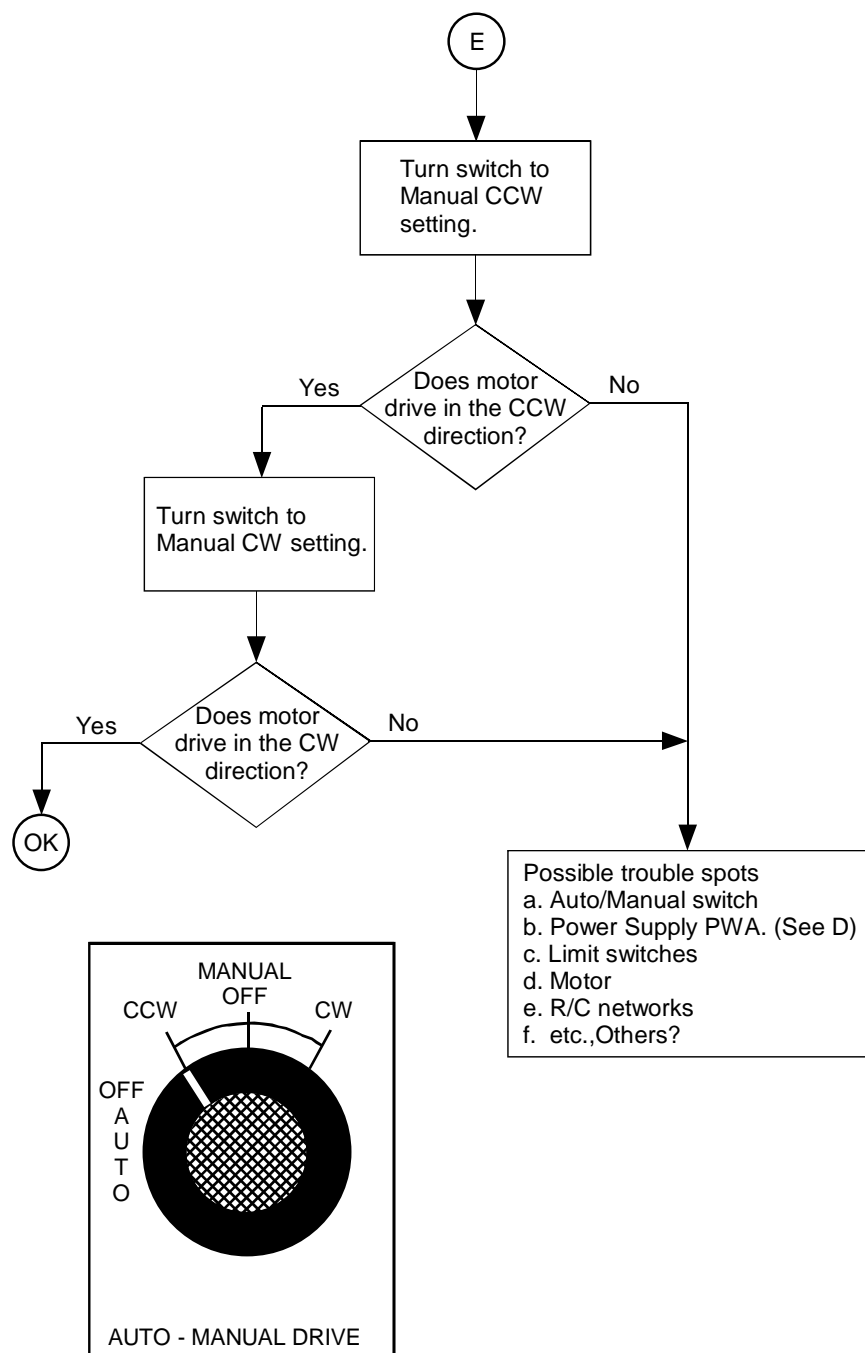 E
Turn switch to
Manual CCW
setting.
Yes
Does motor
drive in the CCW
direction?
No
Turn switch to
Manual CW setting.
Yes
Does motor
drive in the CW
direction?
No
OK
Possible trouble spots
a. Auto/Manual switch
b. Power Supply PWA. (See D)
c. Limit switches
d. Motor
e. R/C networks
f. etc.,Others?
MANUAL
OFF
CCW
CW
OFF
A
U
T
O
AUTO - MANUAL DRIVE